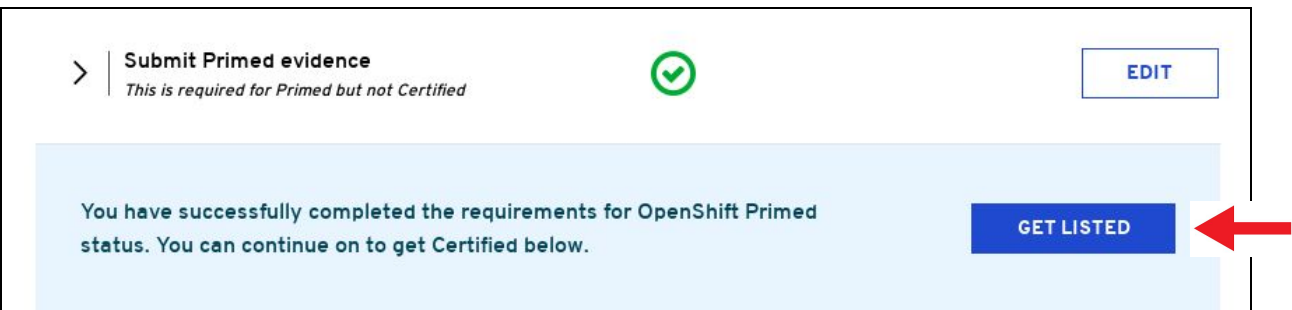 Submit Primed evidence
This is required for Primed but not Certified
EDIT
You have successfully completed the requirements for OpenShift Primed
status. You can continue on to get Certified below.
GET LISTED